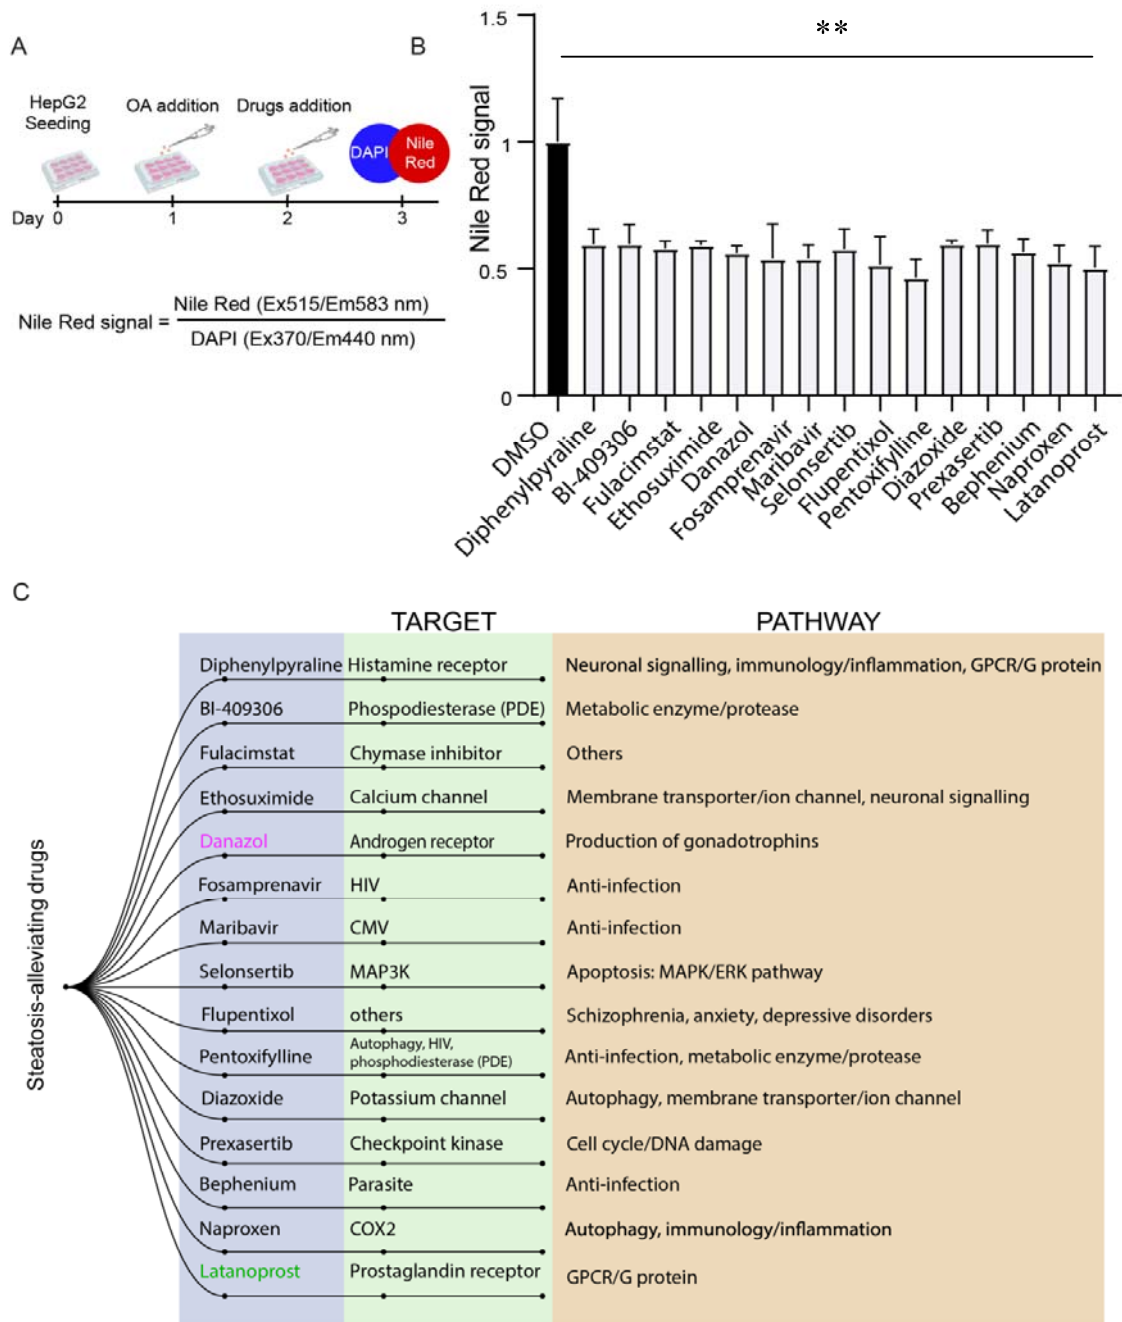 A
HepG2
Seeding
OA addition
Drugs addition
DAPI
Nile
Red
Day 0 1 2 3
Nile Red signal =
Nile Red (Ex515/Em583 nm)
DAPI (Ex370/Em440 nm)
B
Nile Red signal
1.5
1
0.5
0
**
DMSO
Diphenylpyraline
BI-409306
Fulacimstat
Ethosuximide
Danazol
Fosamprenavir
Maribavir
Selonsertib
Flupentixol
Pentoxifylline
Diazoxide
Prexasertib
Bephenium
Naproxen
Latanoprost
C
TARGET PATHWAY
Steatosis-alleviating drugs
Diphenylpyraline Histamine receptor Neuronal signalling, immunology/inflammation, GPCR/G protein
BI-409306 Phospodiesterase (PDE) Metabolic enzyme/protease
Fulacimstat Chymase inhibitor Others
Ethosuximide Calcium channel Membrane transporter/ion channel, neuronal signalling
Danazol Androgen receptor Production of gonadotrophins
Fosamprenavir HIV Anti-infection
Maribavir CMV Anti-infection
Selonsertib MAP3K Apoptosis: MAPK/ERK pathway
Flupentixol others Schizophrenia, anxiety, depressive disorders
Pentoxifylline Autophagy, HIV,
phosphodiesterase (PDE) Anti-infection, metabolic enzyme/protease
Diazoxide Potassium channel Autophagy, membrane transporter/ion channel
Prexasertib Checkpoint kinase Cell cycle/DNA damage
Bephenium Parasite Anti-infection
Naproxen COX2 Autophagy, immunology/inflammation
Latanoprost Prostaglandin receptor GPCR/G protein